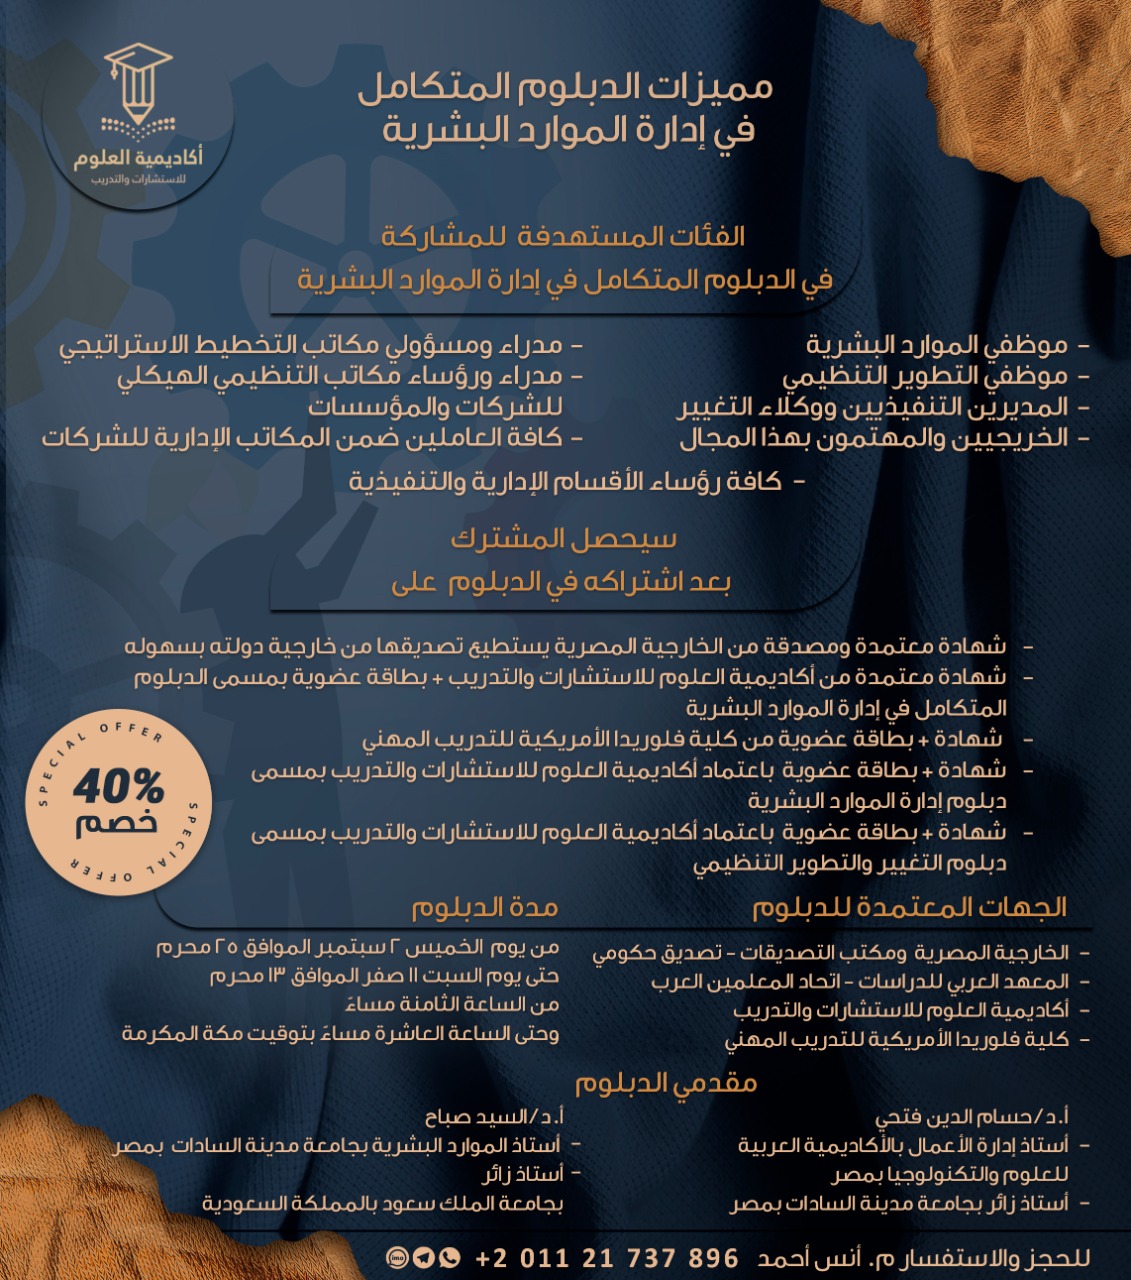 أكاديمية العلوم
للاستشارات والتدريب
مميزات الدبلوم المتكامل
في إدارة الموارد البشرية
الفئات المستهدفة للمشاركة
في الدبلوم المتكامل في إدارة الموارد البشرية
- موظفي الموارد البشرية
- موظفي التطوير التنظيمي
- المديرين التنفيذيين ووكلاء التغيير
- الخريجيين والمهتمون بهذا المجال
- مدراء ومسؤولي مكاتب التخطيط الاستراتيجي
- مدراء ورؤساء مكاتب التنظيمي الهيكلي
للشركات والمؤسسات
- كافة العاملين ضمن المكاتب الإدارية للشركات
- كافة رؤساء الأقسام الإدارية والتنفيذية
سيحصل المشترك
بعد اشتراكه في الدبلوم على
- شهادة معتمدة ومصدقة من الخارجية المصرية يستطيع تصديقها من خارجية دولته بسهوله
- شهادة معتمدة من أكاديمية العلوم للاستشارات والتدريب + بطاقة عضوية بمسمى الدبلوم
المتكامل في إدارة الموارد البشرية
- شهادة + بطاقة عضوية من كلية فلوريدا الأمريكية للتدريب المهني
- شهادة + بطاقة عضوية باعتماد أكاديمية العلوم للاستشارات والتدريب بمسمى
دبلوم إدارة الموارد البشرية
- شهادة + بطاقة عضوية باعتماد أكاديمية العلوم للاستشارات والتدريب بمسمى
دبلوم التغيير والتطوير التنظيمي
SPECIAL OFFER
40%
خصم
SPECIAL OFFER
الجهات المعتمدة للدبلوم
- الخارجية المصرية ومكتب التصديقات - تصديق حكومي
- المعهد العربي للدراسات - اتحاد المعلمين العرب
- أكاديمية العلوم للاستشارات والتدريب
- كلية فلوريدا الأمريكية للتدريب المهني
مدة الدبلوم
من يوم الخميس ٢ سبتمبر الموافق ٢٥ محرم
حتى يوم السبت ١١ صفر الموافق ١٣ محرم
من الساعة الثامنة مساءً
وحتى الساعة العاشرة مساءً بتوقيت مكة المكرمة
مقدمي الدبلوم
أ.د/حسام الدين فتحي
- أستاذ إدارة الأعمال بالأكاديمية العربية
للعلوم والتكنولوجيا بمصر
- أستاذ زائر بجامعة مدينة السادات بمصر
أ.د/السيد صباح
- أستاذ الموارد البشرية بجامعة مدينة السادات بمصر
- أستاذ زائر
بجامعة الملك سعود بالمملكة السعودية
للحجز والاستفسار م. أنس أحمد +2 011 21 737 896
imo